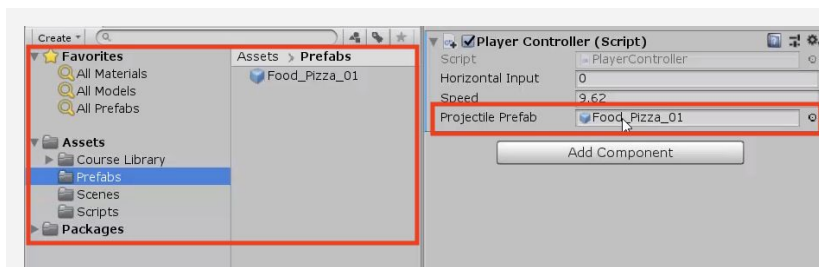 Create
Favorites
All Materials
All Models
All Prefabs
Assets
Course Library
Prefabs
Scenes
Scripts
Packages
Assets > Prefabs
Food_Pizza_01
Player Controller (Script)
Script PlayerController
Horizontal Input 0
Speed 9.62
Projectile Prefab Food_Pizza_01
Add Component